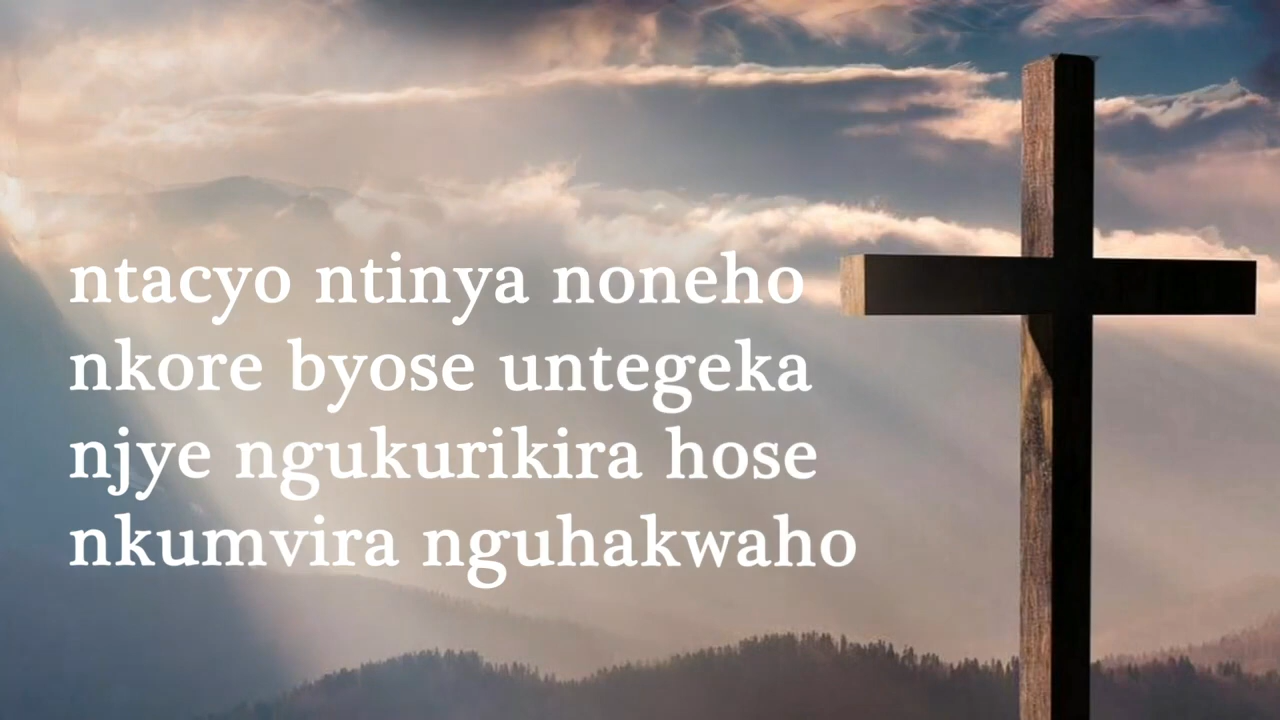 ntacyo ntinya noneho
nkore byose untegeka
njye ngukurikira hose
nkumvira nguhakwaho